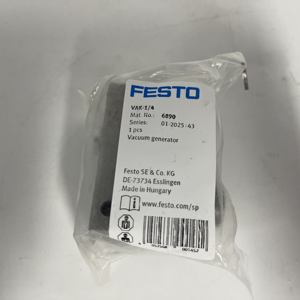 FESTO
VAK-1/4
Mat. No.: 6890
Series: 01-2025-43
1 pcs
Vacuum generator
Festo SE & Co. KG
DE-73734 Esslingen
Made in Hungary
www.festo.com/sp